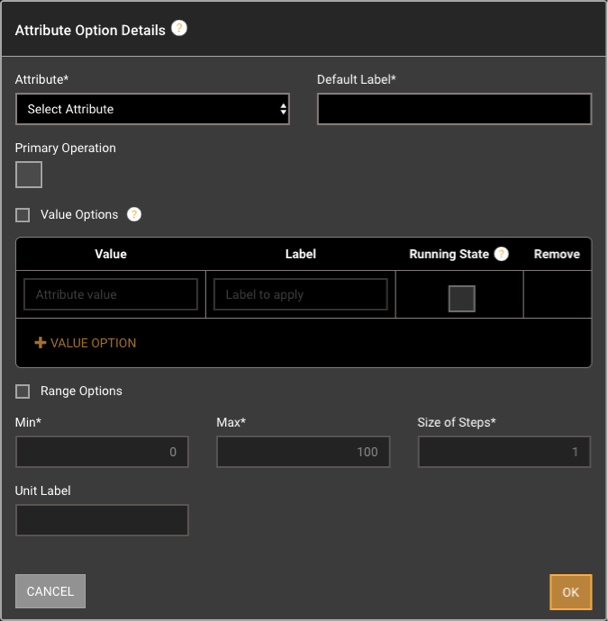 Attribute Option Details ?
Attribute* Default Label*
Select Attribute
Primary Operation
Value Options ?
Value Label Running State ? Remove
Attribute value Label to apply
+ VALUE OPTION
Range Options
Min* Max* Size of Steps*
0 100 1
Unit Label
CANCEL OK